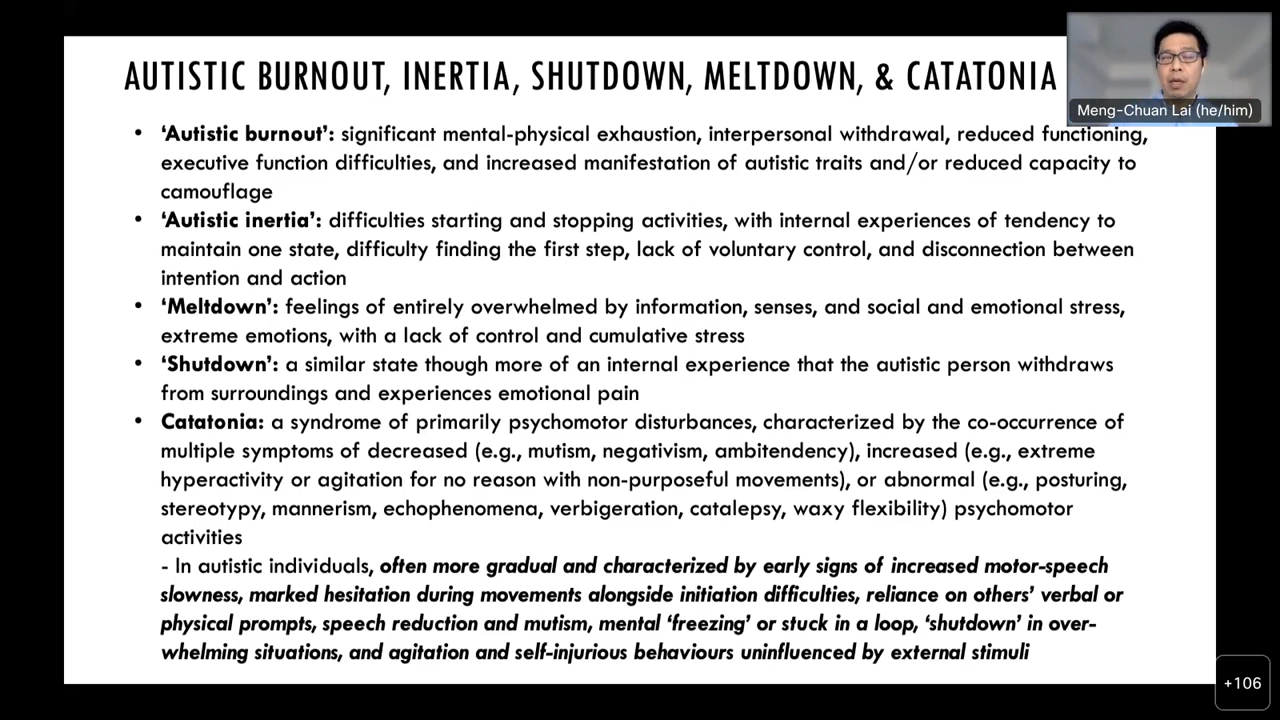 AUTISTIC BURNOUT, INERTIA, SHUTDOWN, MELTDOWN, & CATATONIA
Meng-Chuan Lai (he/him)
• ‘Autistic burnout’: significant mental-physical exhaustion, interpersonal withdrawal, reduced functioning,
executive function difficulties, and increased manifestation of autistic traits and/or reduced capacity to
camouflage
• ‘Autistic inertia’: difficulties starting and stopping activities, with internal experiences of tendency to
maintain one state, difficulty finding the first step, lack of voluntary control, and disconnection between
intention and action
• ‘Meltdown’: feelings of entirely overwhelmed by information, senses, and social and emotional stress,
extreme emotions, with a lack of control and cumulative stress
• ‘Shutdown’: a similar state though more of an internal experience that the autistic person withdraws
from surroundings and experiences emotional pain
• Catatonia: a syndrome of primarily psychomotor disturbances, characterized by the co-occurrence of
multiple symptoms of decreased (e.g., mutism, negativism, ambitendency), increased (e.g., extreme
hyperactivity or agitation for no reason with non-purposeful movements), or abnormal (e.g., posturing,
stereotypy, mannerism, echophenomena, verbigeration, catalepsy, waxy flexibility) psychomotor
activities
- In autistic individuals, often more gradual and characterized by early signs of increased motor-speech
slowness, marked hesitation during movements alongside initiation difficulties, reliance on others’ verbal or
physical prompts, speech reduction and mutism, mental ‘freezing’ or stuck in a loop, ‘shutdown’ in over-
whelming situations, and agitation and self-injurious behaviours uninfluenced by external stimuli
+106